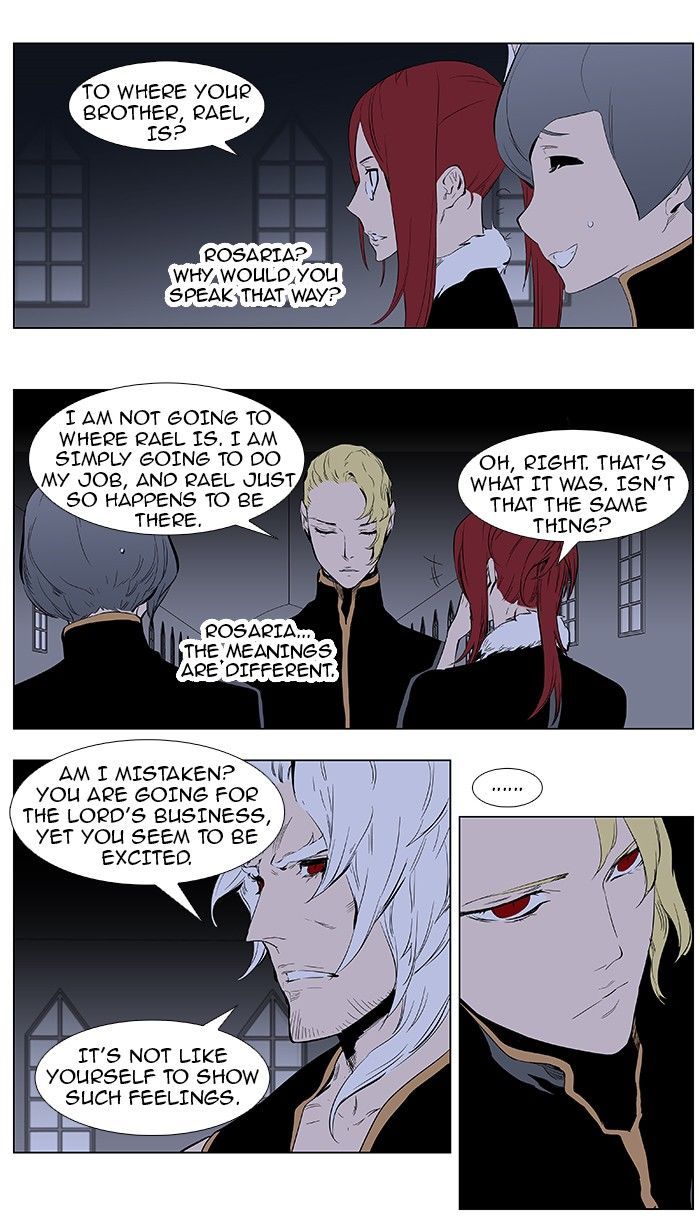 TO WHERE YOUR
BROTHER, RAEL,
IS?
ROSARIA?
WHY WOULD YOU
SPEAK THAT WAY?
I AM NOT GOING TO
WHERE RAEL IS. I AM
SIMPLY GOING TO DO
MY JOB, AND RAEL JUST
SO HAPPENS TO BE
THERE.
OH, RIGHT. THAT'S
WHAT IT WAS. ISN'T
THAT THE SAME
THING?
ROSARIA...
THE MEANINGS
ARE DIFFERENT.
AM I MISTAKEN?
YOU ARE GOING FOR
THE LORD'S BUSINESS,
YET YOU SEEM TO BE
EXCITED.
IT'S NOT LIKE
YOURSELF TO SHOW
SUCH FEELINGS.
......